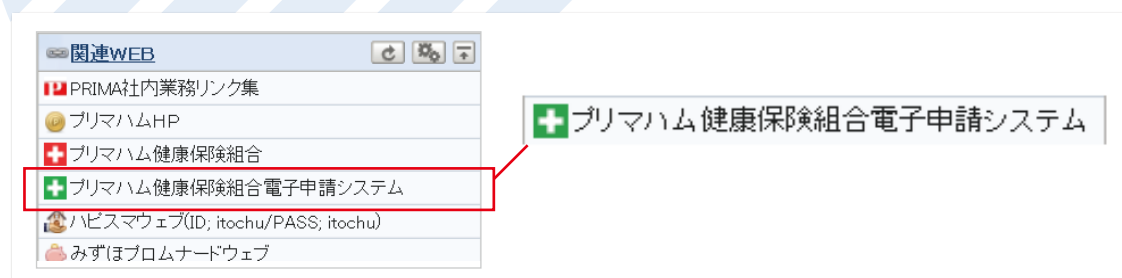 関連WEB
PRIMA社内業務リンク集
プリマハムHP
プリマハム健康保険組合
プリマハム健康保険組合電子申請システム
ハピスマウェブ(ID; itochu/PASS; itochu)
みずほプロムナードウェブ
プリマハム健康保険組合電子申請システム